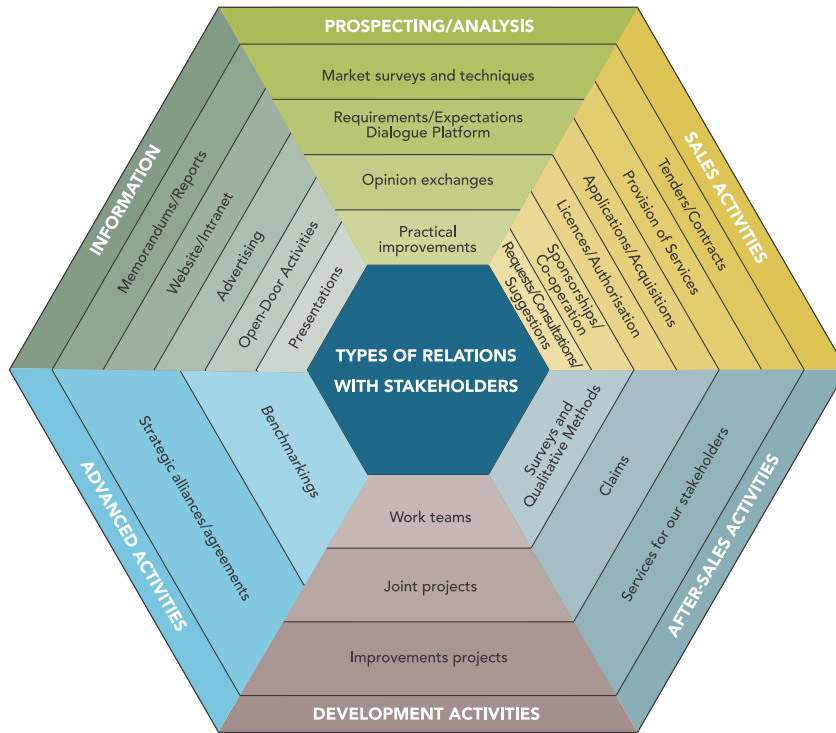 PROSPECTING/ANALYSIS
Market surveys and techniques
Requirements/Expectations
Dialogue Platform
Opinion exchanges
Practical
improvements
SALES ACTIVITIES
Tenders/Contracts
Provision of Services
Applications/Acquisitions
Licences/Authorisation
Sponsorships/
Co-operation
Requests/Consultations/
Suggestions
INFORMATION
Memorandums/Reports
Website/Intranet
Advertising
Open-Door Activities
Presentations
TYPES OF RELATIONS
WITH STAKEHOLDERS
ADVANCED ACTIVITIES
Strategic alliances/agreements
Benchmarkings
Surveys and
Qualitative Methods
Claims
Services for our stakeholders
AFTER-SALES ACTIVITIES
Work teams
Joint projects
Improvements projects
DEVELOPMENT ACTIVITIES